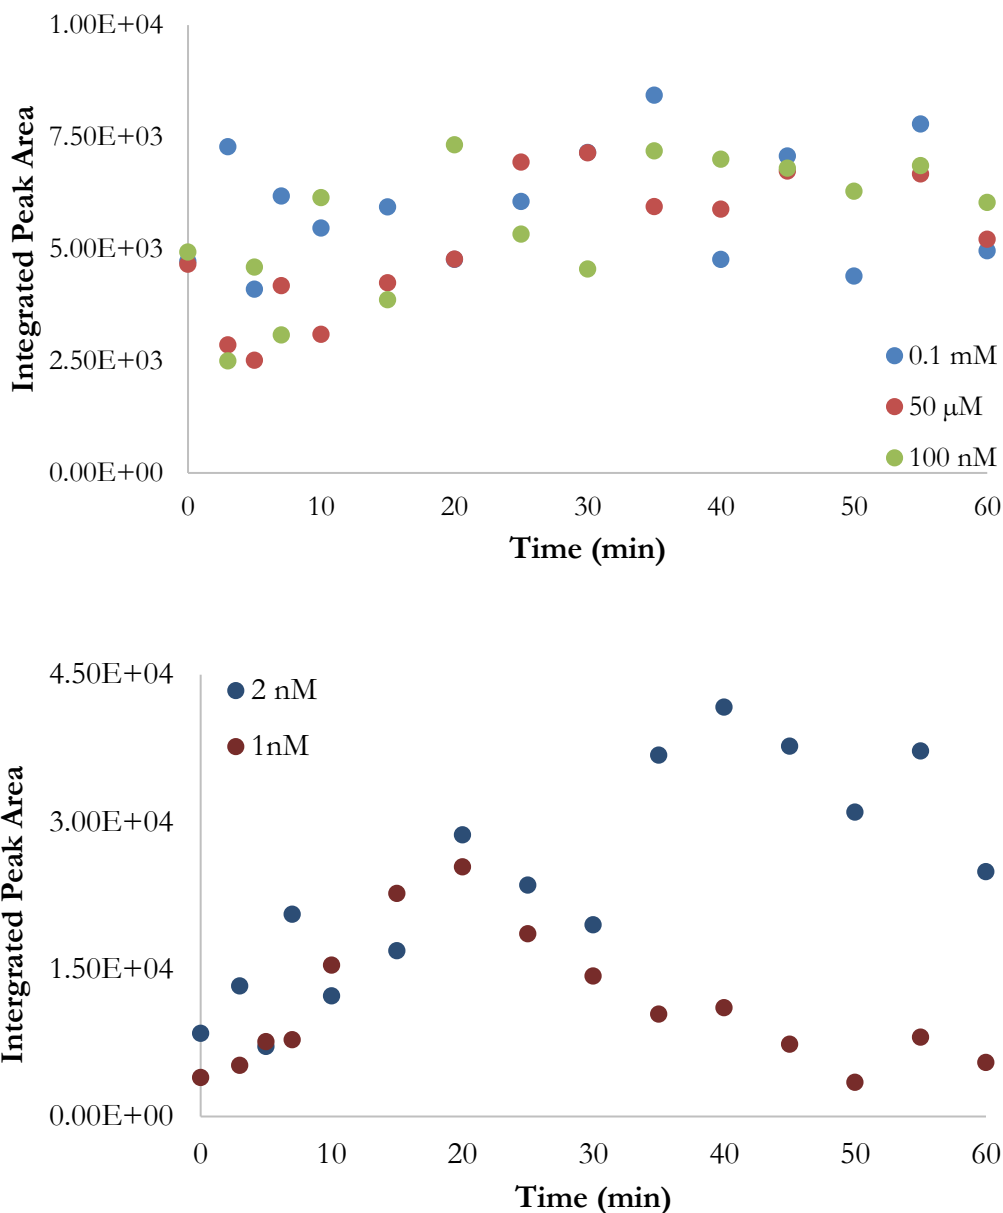 1.00E+04
7.50E+03
5.00E+03
2.50E+03
0.00E+00
Integrated Peak Area
0.1 mM
50 μM
100 nM
0 10 20 30 40 50 60
Time (min)
4.50E+04
3.00E+04
1.50E+04
0.00E+00
Intergrated Peak Area
2 nM
1nM
0 10 20 30 40 50 60
Time (min)